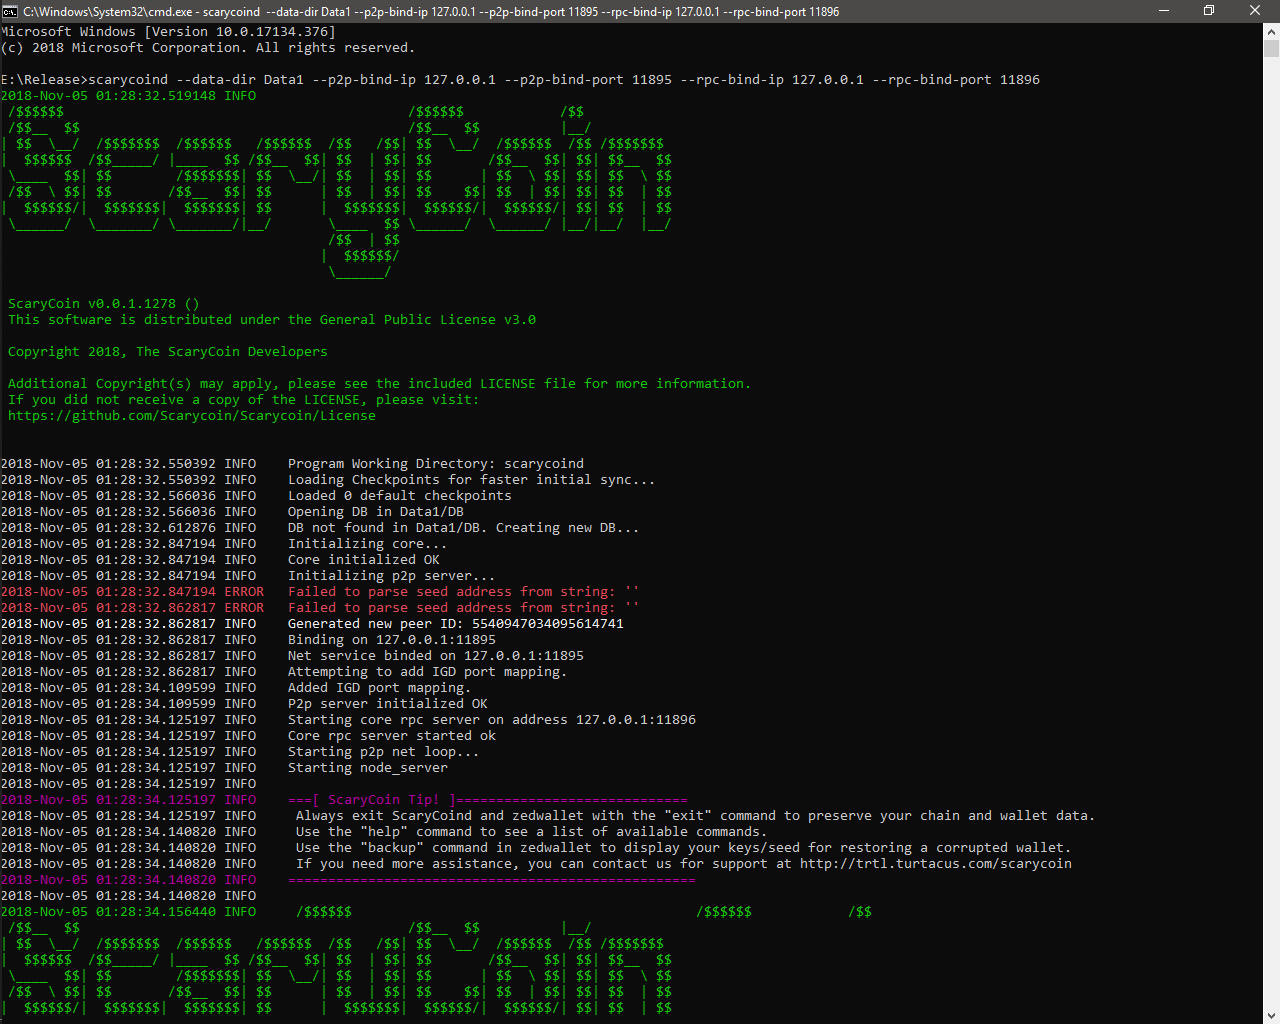 C:\Windows\System32\cmd.exe - scarycoind  --data-dir Data1 --p2p-bind-ip 127.0.0.1 --p2p-bind-port 11895 --rpc-bind-ip 127.0.0.1 --rpc-bind-port 11896
Microsoft Windows [Version 10.0.17134.376]
(c) 2018 Microsoft Corporation. All rights reserved.
E:\Release>scarycoind --data-dir Data1 --p2p-bind-ip 127.0.0.1 --p2p-bind-port 11895 --rpc-bind-ip 127.0.0.1 --rpc-bind-port 11896
2018-Nov-05 01:28:32.519148 INFO
ScaryCoin
ScaryCoin v0.0.1.1278 ()
This software is distributed under the General Public License v3.0
Copyright 2018, The ScaryCoin Developers
Additional Copyright(s) may apply, please see the included LICENSE file for more information.
If you did not receive a copy of the LICENSE, please visit:
https://github.com/Scarycoin/Scarycoin/License
2018-Nov-05 01:28:32.550392 INFO    Program Working Directory: scarycoind
2018-Nov-05 01:28:32.550392 INFO    Loading Checkpoints for faster initial sync...
2018-Nov-05 01:28:32.566036 INFO    Loaded 0 default checkpoints
2018-Nov-05 01:28:32.566036 INFO    Opening DB in Data1/DB
2018-Nov-05 01:28:32.612876 INFO    DB not found in Data1/DB. Creating new DB...
2018-Nov-05 01:28:32.847194 INFO    Initializing core...
2018-Nov-05 01:28:32.847194 INFO    Core initialized OK
2018-Nov-05 01:28:32.847194 INFO    Initializing p2p server...
2018-Nov-05 01:28:32.847194 ERROR   Failed to parse seed address from string: ''
2018-Nov-05 01:28:32.862817 ERROR   Failed to parse seed address from string: ''
2018-Nov-05 01:28:32.862817 INFO    Generated new peer ID: 5540947034095614741
2018-Nov-05 01:28:32.862817 INFO    Binding on 127.0.0.1:11895
2018-Nov-05 01:28:32.862817 INFO    Net service binded on 127.0.0.1:11895
2018-Nov-05 01:28:32.862817 INFO    Attempting to add IGD port mapping.
2018-Nov-05 01:28:34.109599 INFO    Added IGD port mapping.
2018-Nov-05 01:28:34.109599 INFO    P2p server initialized OK
2018-Nov-05 01:28:34.125197 INFO    Starting core rpc server on address 127.0.0.1:11896
2018-Nov-05 01:28:34.125197 INFO    Core rpc server started ok
2018-Nov-05 01:28:34.125197 INFO    Starting p2p net loop...
2018-Nov-05 01:28:34.125197 INFO    Starting node_server
2018-Nov-05 01:28:34.125197 INFO
2018-Nov-05 01:28:34.125197 INFO    ===[ ScaryCoin Tip! ]=============================
2018-Nov-05 01:28:34.125197 INFO     Always exit ScaryCoind and zedwallet with the "exit" command to preserve your chain and wallet data.
2018-Nov-05 01:28:34.140820 INFO     Use the "help" command to see a list of available commands.
2018-Nov-05 01:28:34.140820 INFO     Use the "backup" command in zedwallet to display your keys/seed for restoring a corrupted wallet.
2018-Nov-05 01:28:34.140820 INFO     If you need more assistance, you can contact us for support at http://trtl.turtacus.com/scarycoin
2018-Nov-05 01:28:34.140820 INFO    ===================================================
2018-Nov-05 01:28:34.140820 INFO
2018-Nov-05 01:28:34.156440 INFO
ScaryCoin